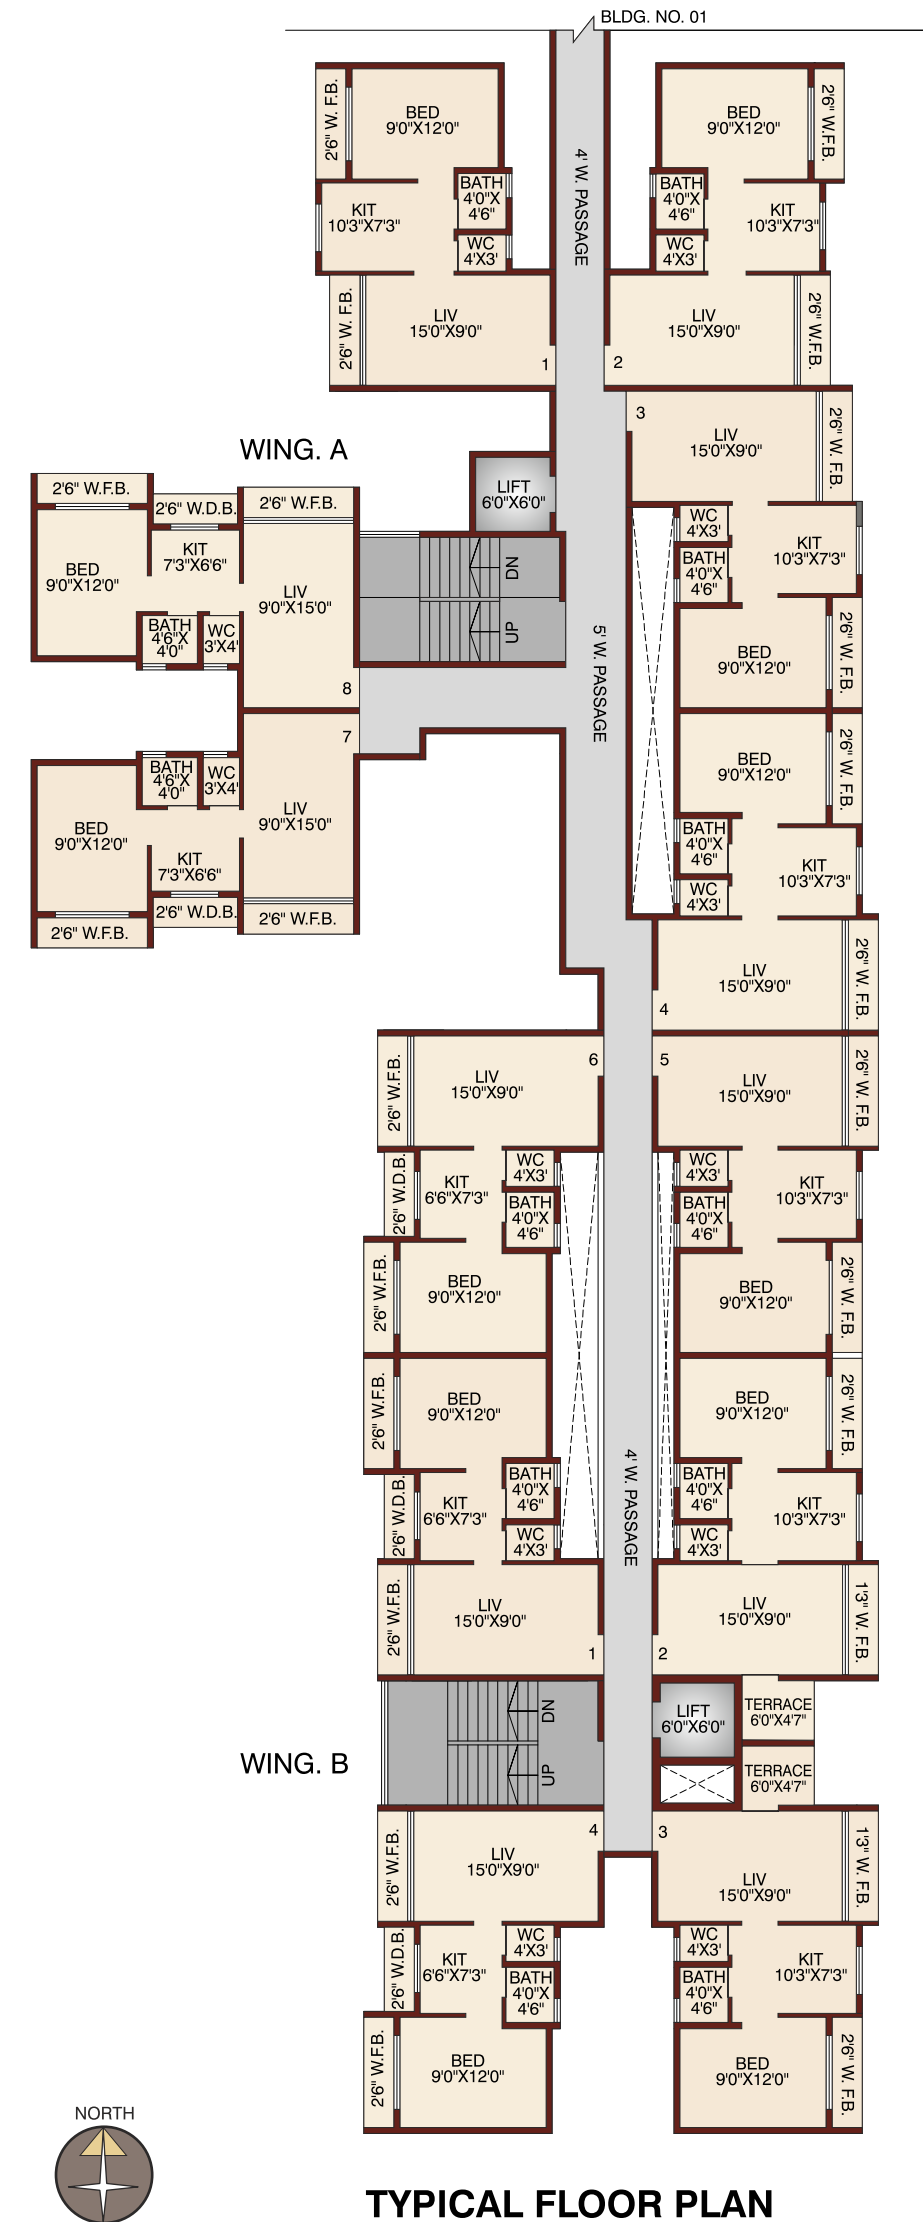 BLDG. NO. 01
4' W. PASSAGE
2'6" W. F.B.
BED
9'0"X12'0"
BATH
4'0"X
4'6"
KIT
10'3"X7'3"
WC
4'X3'
2'6" W. F.B.
LIV
15'0"X9'0"
1
BED
9'0"X12'0"
2'6" W.F.B.
BATH
4'0"X
4'6"
KIT
10'3"X7'3"
WC
4'X3'
LIV
15'0"X9'0"
2'6" W.F.B.
2
3
LIV
15'0"X9'0"
2'6" W. F.B.
WING. A
LIFT
6'0"X6'0"
DN
UP
5' W. PASSAGE
2'6" W.F.B.
2'6" W.D.B.
2'6" W.F.B.
BED
9'0"X12'0"
KIT
7'3"X6'6"
LIV
9'0"X15'0"
BATH
4'6"X
4'0"
WC
3'X4'
8
7
BATH
4'6"X
4'0"
WC
3'X4'
BED
9'0"X12'0"
LIV
9'0"X15'0"
KIT
7'3"X6'6"
2'6" W.D.B.
2'6" W.F.B.
2'6" W.F.B.
WC
4'X3'
KIT
10'3"X7'3"
BATH
4'0"X
4'6"
BED
9'0"X12'0"
2'6" W. F.B.
BED
9'0"X12'0"
2'6" W. F.B.
BATH
4'0"X
4'6"
KIT
10'3"X7'3"
WC
4'X3'
LIV
15'0"X9'0"
2'6" W. F.B.
4
6
2'6" W.F.B.
LIV
15'0"X9'0"
5
LIV
15'0"X9'0"
2'6" W. F.B.
2'6" W.D.B.
KIT
6'6"X7'3"
WC
4'X3'
BATH
4'0"X
4'6"
WC
4'X3'
KIT
10'3"X7'3"
BATH
4'0"X
4'6"
2'6" W.F.B.
BED
9'0"X12'0"
BED
9'0"X12'0"
2'6" W. F.B.
2'6" W.F.B.
BED
9'0"X12'0"
BED
9'0"X12'0"
2'6" W. F.B.
4' W. PASSAGE
2'6" W.D.B.
KIT
6'6"X7'3"
BATH
4'0"X
4'6"
WC
4'X3'
BATH
4'0"X
4'6"
KIT
10'3"X7'3"
WC
4'X3'
2'6" W.F.B.
LIV
15'0"X9'0"
1
LIV
15'0"X9'0"
1'3" W. F.B.
2
WING. B
DN
UP
LIFT
6'0"X6'0"
TERRACE
6'0"X4'7"
TERRACE
6'0"X4'7"
4
2'6" W.F.B.
LIV
15'0"X9'0"
3
LIV
15'0"X9'0"
1'3" W. F.B.
2'6" W.D.B.
KIT
6'6"X7'3"
WC
4'X3'
BATH
4'0"X
4'6"
WC
4'X3'
KIT
10'3"X7'3"
BATH
4'0"X
4'6"
2'6" W.F.B.
BED
9'0"X12'0"
BED
9'0"X12'0"
2'6" W. F.B.
NORTH
TYPICAL FLOOR PLAN